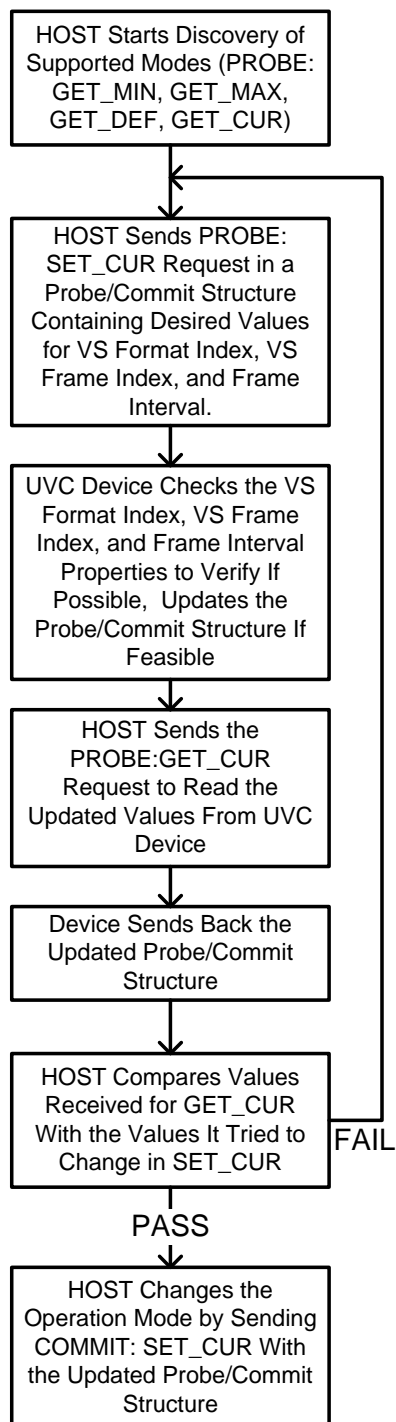 HOST Starts Discovery of
Supported Modes (PROBE:
GET_MIN, GET_MAX,
GET_DEF, GET_CUR)
HOST Sends PROBE:
SET_CUR Request in a
Probe/Commit Structure
Containing Desired Values
for VS Format Index, VS
Frame Index, and Frame
Interval.
UVC Device Checks the VS
Format Index, VS Frame
Index, and Frame Interval
Properties to Verify If
Possible, Updates the
Probe/Commit Structure If
Feasible
HOST Sends the
PROBE:GET_CUR
Request to Read the
Updated Values From UVC
Device
Device Sends Back the
Updated Probe/Commit
Structure
HOST Compares Values
Received for GET_CUR
With the Values It Tried to
Change in SET_CUR
FAIL
PASS
HOST Changes the
Operation Mode by Sending
COMMIT: SET_CUR With
the Updated Probe/Commit
Structure